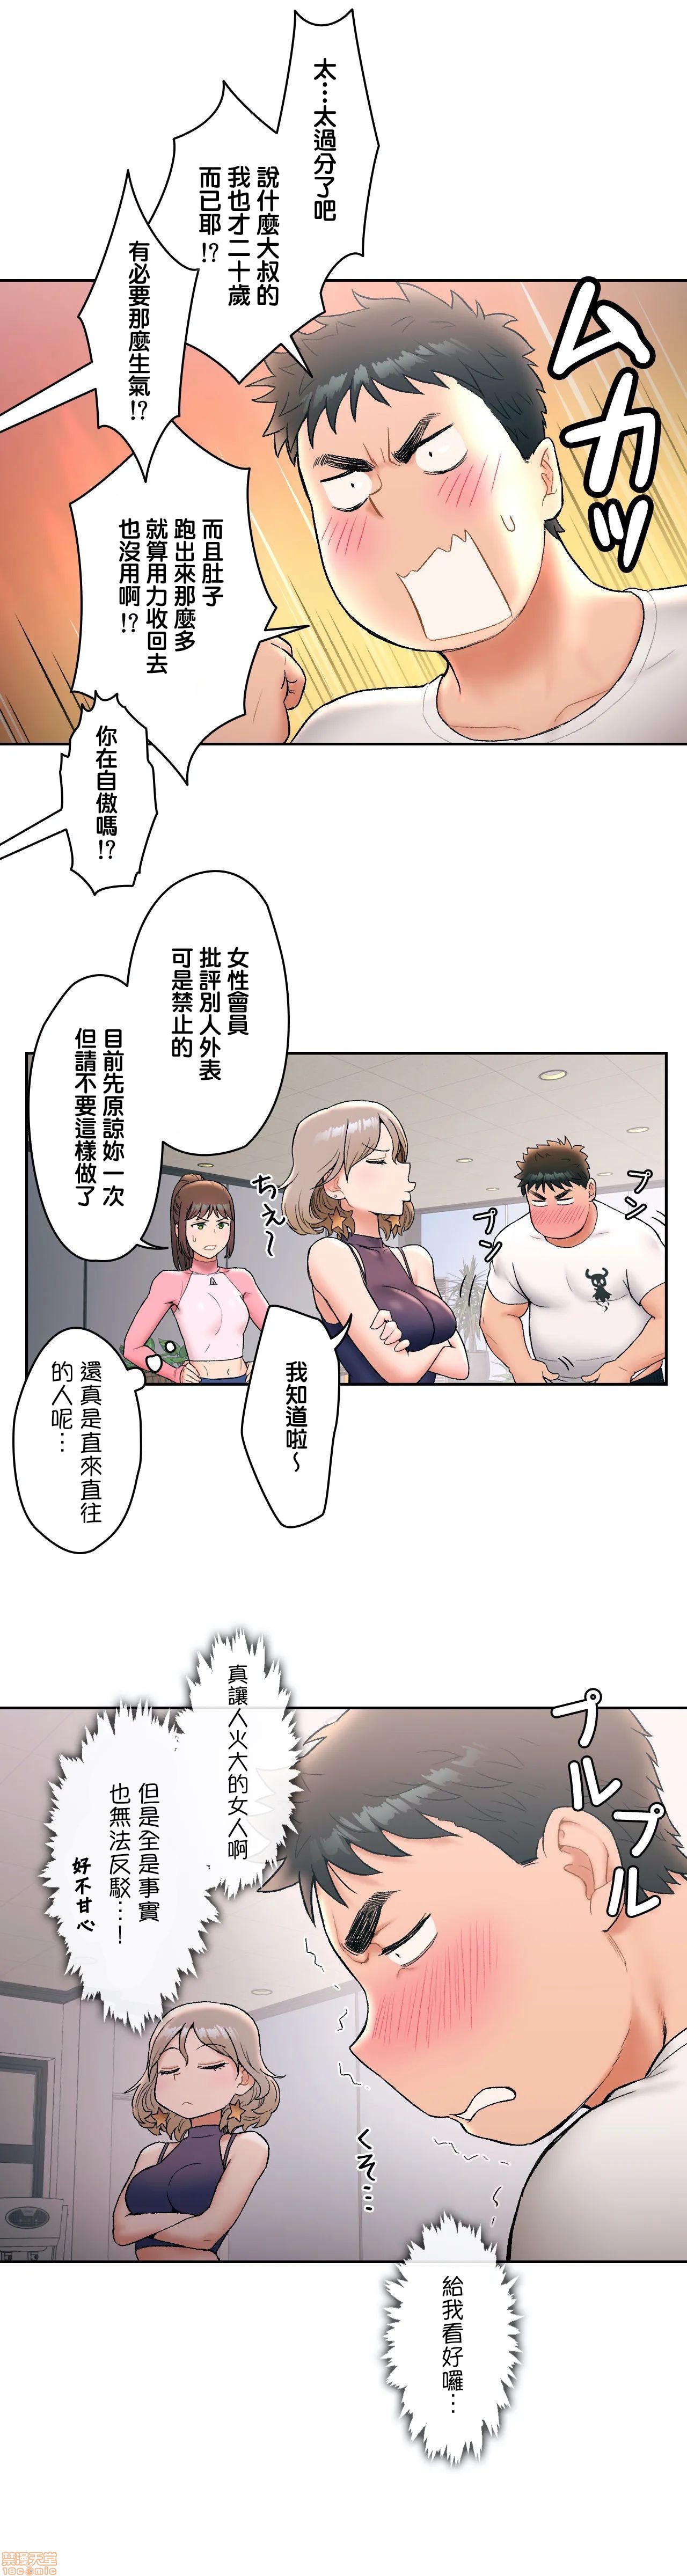 太…太過分了吧
說什麼大叔的
我也才二十歲
而已耶!?
有必要那麼生氣!?
ムカッ
而且肚子
跑出來那麼多
就算用力收回去
也沒用啊!?
你在自傲嗎!?
女性會員
批評別人外表
可是禁止的
目前先原諒妳一次
但請不要這樣做了
ちぇ〜
プン
プン
我知道啦～
還真是直來直往
的人呢…
真讓人火大的女人啊
但是全是事實
也無法反駁…!
好不甘心
プルプル
くそ…
給我看好囉…
禁漫天堂
100comic